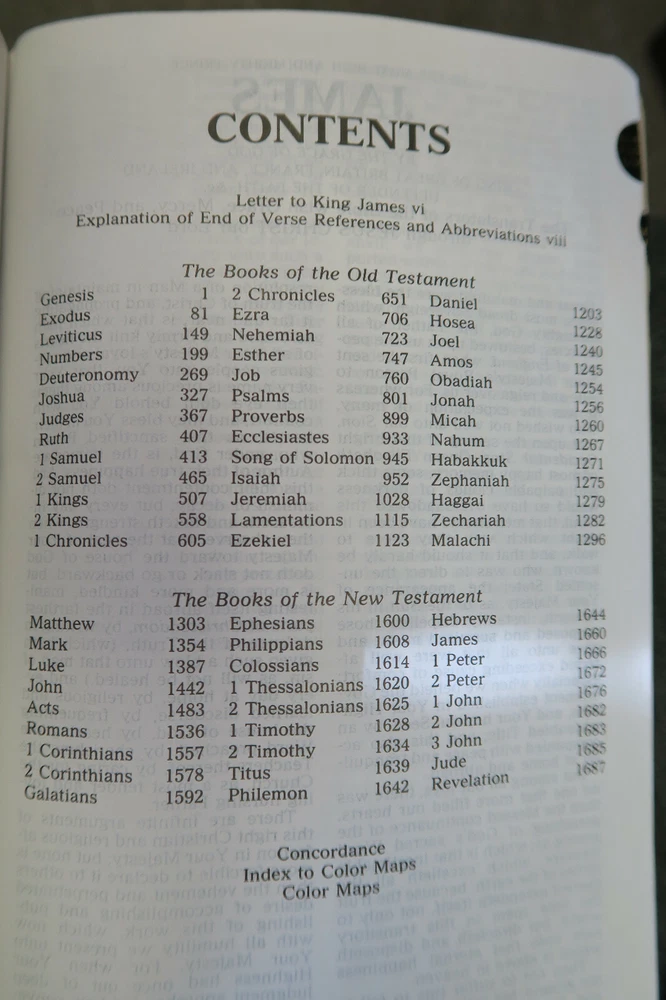 CONTENTS
Letter to King James vi
Explanation of End of Verse References and Abbreviations viii
The Books of the Old Testament
Genesis 1 2 Chronicles 651 Daniel 1203
Exodus 81 Ezra 706 Hosea 1228
Leviticus 149 Nehemiah 723 Joel 1240
Numbers 199 Esther 747 Amos 1245
Deuteronomy 269 Job 760 Obadiah 1254
Joshua 327 Psalms 801 Jonah 1256
Judges 367 Proverbs 899 Micah 1260
Ruth 407 Ecclesiastes 933 Nahum 1267
1 Samuel 413 Song of Solomon 945 Habakkuk 1271
2 Samuel 465 Isaiah 952 Zephaniah 1275
1 Kings 507 Jeremiah 1028 Haggai 1279
2 Kings 558 Lamentations 1115 Zechariah 1282
1 Chronicles 605 Ezekiel 1123 Malachi 1296
The Books of the New Testament
Matthew 1303 Ephesians 1600 Hebrews 1644
Mark 1354 Philippians 1608 James 1660
Luke 1387 Colossians 1614 1 Peter 1666
John 1442 1 Thessalonians 1620 2 Peter 1672
Acts 1483 2 Thessalonians 1625 1 John 1676
Romans 1536 1 Timothy 1628 2 John 1682
1 Corinthians 1557 2 Timothy 1634 3 John 1683
2 Corinthians 1578 Titus 1639 Jude 1685
Galatians 1592 Philemon 1642 Revelation 1687
Concordance
Index to Color Maps
Color Maps